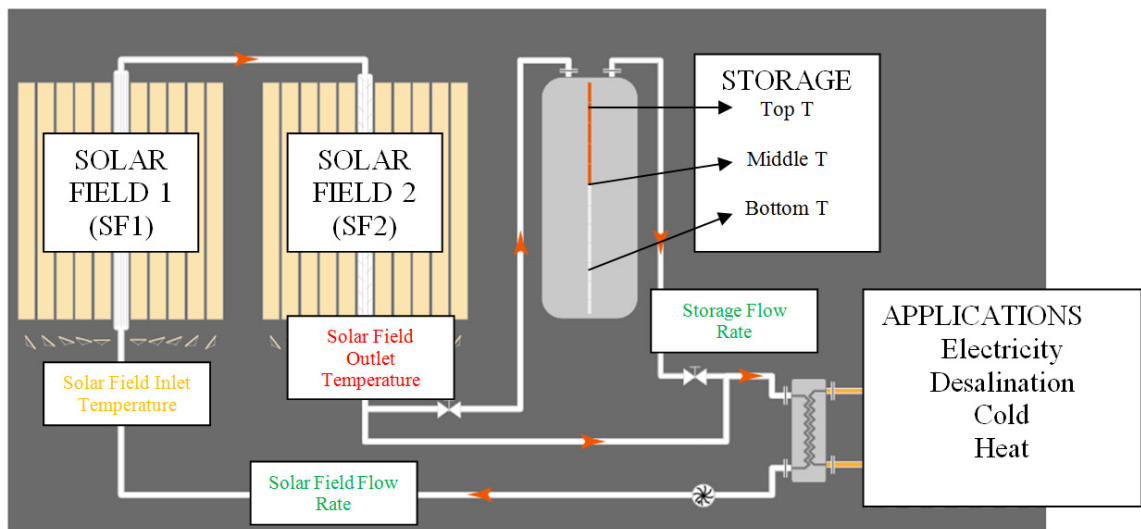 SOLAR
FIELD 1
(SF1)
SOLAR
FIELD 2
(SF2)
STORAGE
Top T
Middle T
Bottom T
Solar Field Inlet
Temperature
Solar Field
Outlet
Temperature
Storage Flow
Rate
APPLICATIONS
Electricity
Desalination
Cold
Heat
Solar Field Flow
Rate